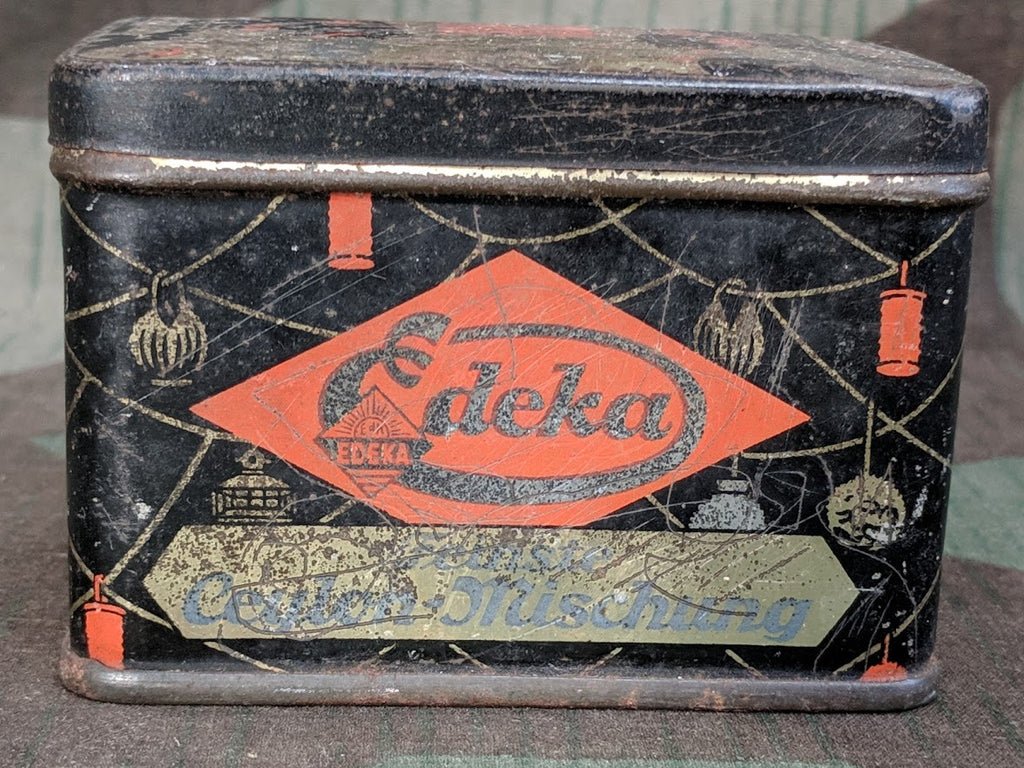 Edeka
EDEKA
Feinste
Ceylon-Mischung